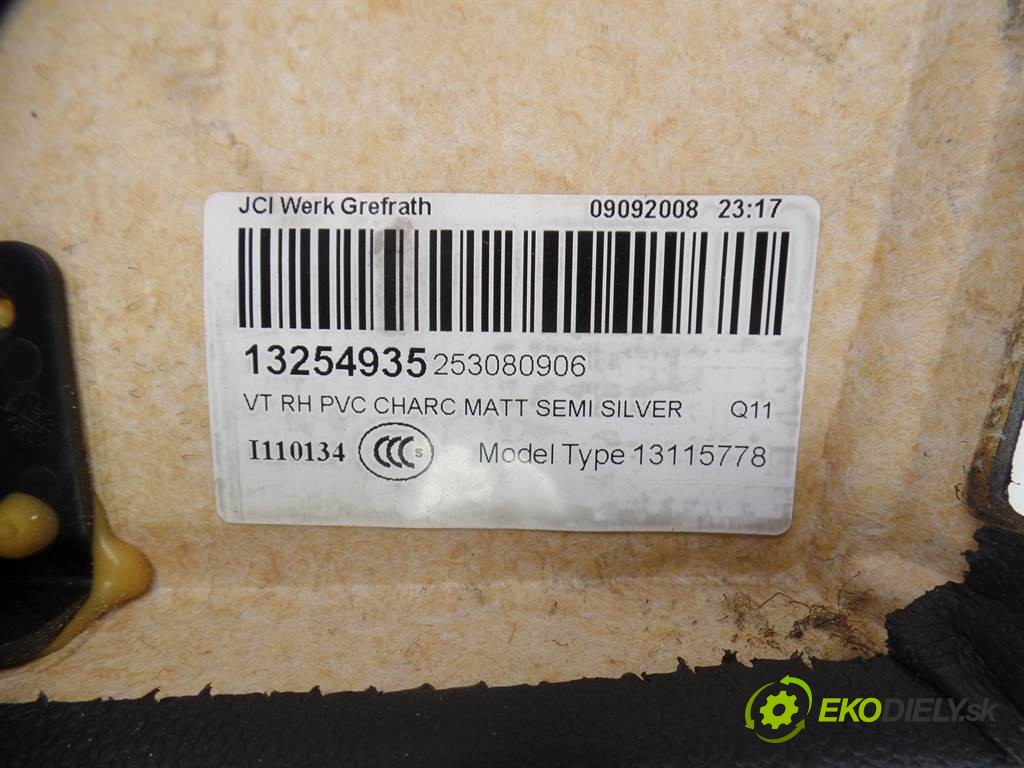 JCI Werk Grefrath 09092008 23:17
13254935 253080906
VT RH PVC CHARC MATT SEMI SILVER Q11
I110134 CCC S Model Type 13115778
EKODIELY.sk